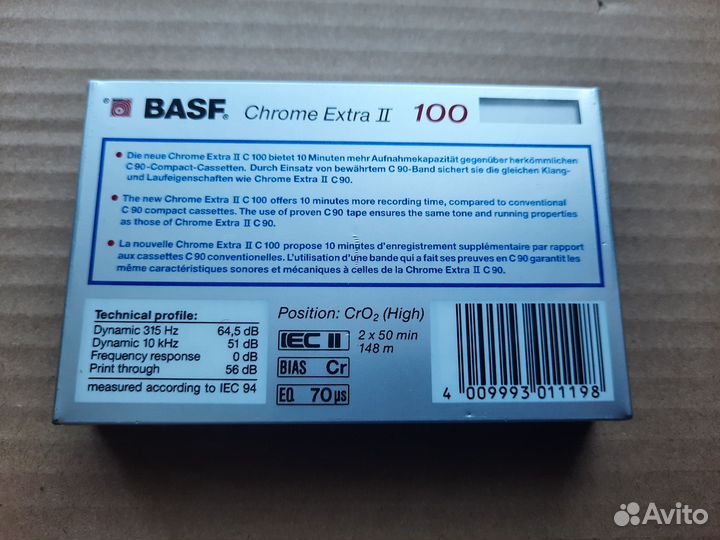 BASF® Chrome Extra II 100
• Die neue Chrome Extra II C 100 bietet 10 Minuten mehr Aufnahmekapazität gegenüber herkömmlichen
C 90-Compact-Cassetten. Durch Einsatz von bewährtem C 90-Band sichert sie die gleichen Klang-
und Laufeigenschaften wie Chrome Extra II C 90.
• The new Chrome Extra II C 100 offers 10 minutes more recording time, compared to conventional
C 90 compact cassettes. The use of proven C 90 tape ensures the same tone and running properties
as those of Chrome Extra II C 90.
• La nouvelle Chrome Extra II C 100 propose 10 minutes d'enregistrement supplémentaire par rapport
aux cassettes C 90 conventionelles. L'utilisation d'une bande qui a fait ses preuves en C 90 garantit les
même caractéristiques sonores et mécaniques à celles de la Chrome Extra II C 90.
Technical profile:
Dynamic 315 Hz 64,5 dB
Dynamic 10 kHz 51 dB
Frequency response 0 dB
Print through 56 dB
measured according to IEC 94
Position: CrO₂ (High)
IEC II 2 x 50 min
148 m
BIAS Cr
EQ 70 µs
4 009993 011198
Avito